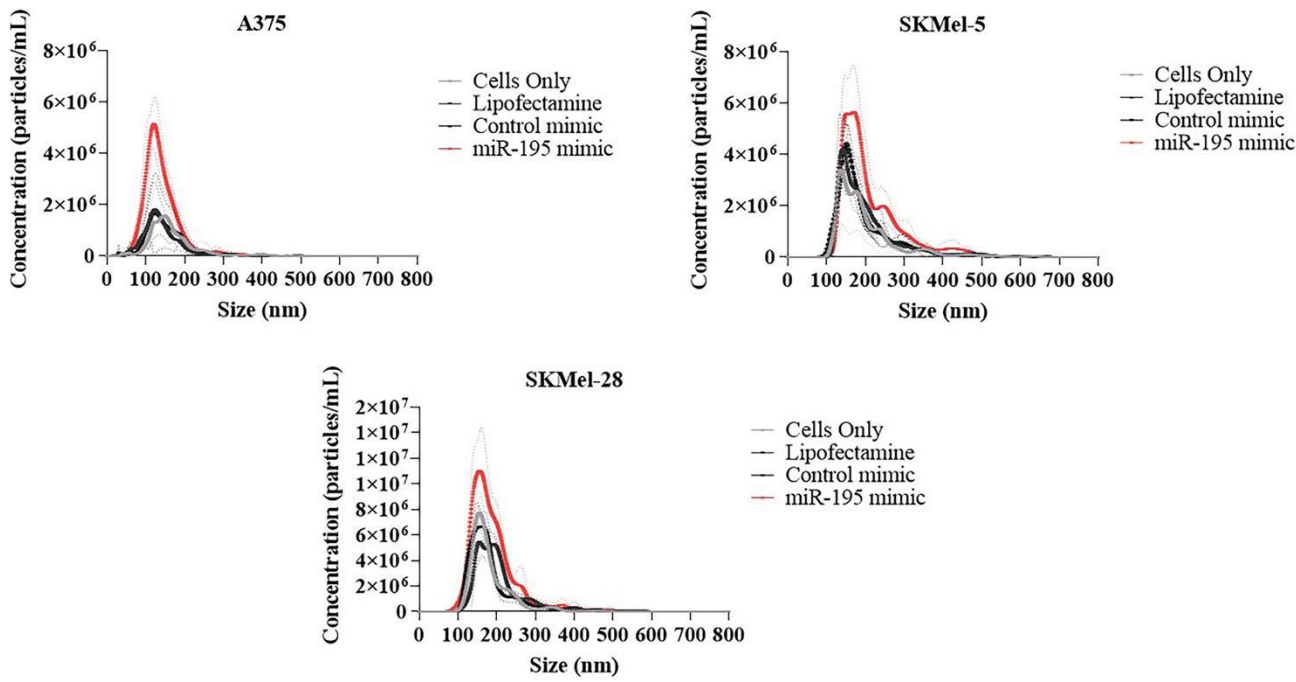 A375
Concentration (particles/mL)
8×10⁶
6×10⁶
4×10⁶
2×10⁶
0
0 100 200 300 400 500 600 700 800
Size (nm)
Cells Only
Lipofectamine
Control mimic
miR-195 mimic
SKMel-5
Concentration (particles/mL)
8×10⁶
6×10⁶
4×10⁶
2×10⁶
0
0 100 200 300 400 500 600 700 800
Size (nm)
Cells Only
Lipofectamine
Control mimic
miR-195 mimic
SKMel-28
Concentration (particles/mL)
2×10⁷
1×10⁷
1×10⁷
1×10⁷
8×10⁶
6×10⁶
4×10⁶
2×10⁶
0
0 100 200 300 400 500 600 700 800
Size (nm)
Cells Only
Lipofectamine
Control mimic
miR-195 mimic